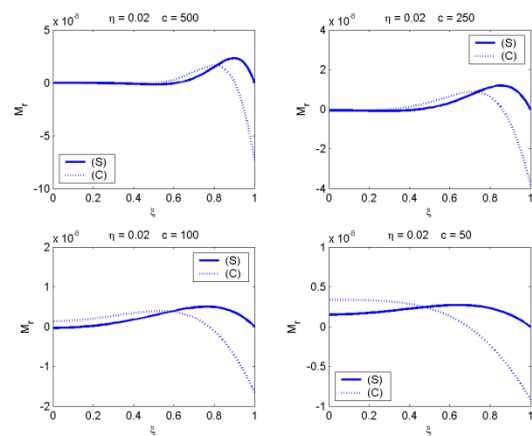 η = 0.02    c = 500
x 10⁻⁸
5
0
-5
-10
M_r
(S)
(C)
0 0.2 0.4 0.6 0.8 1
ξ
η = 0.02    c = 250
x 10⁻⁸
4
2
0
-2
-4
M_r
(S)
(C)
0 0.2 0.4 0.6 0.8 1
ξ
η = 0.02    c = 100
x 10⁻⁸
2
1
0
-1
-2
M_r
(S)
(C)
0 0.2 0.4 0.6 0.8 1
ξ
η = 0.02    c = 50
x 10⁻⁸
1
0.5
0
-0.5
-1
M_r
(S)
(C)
0 0.2 0.4 0.6 0.8 1
ξ